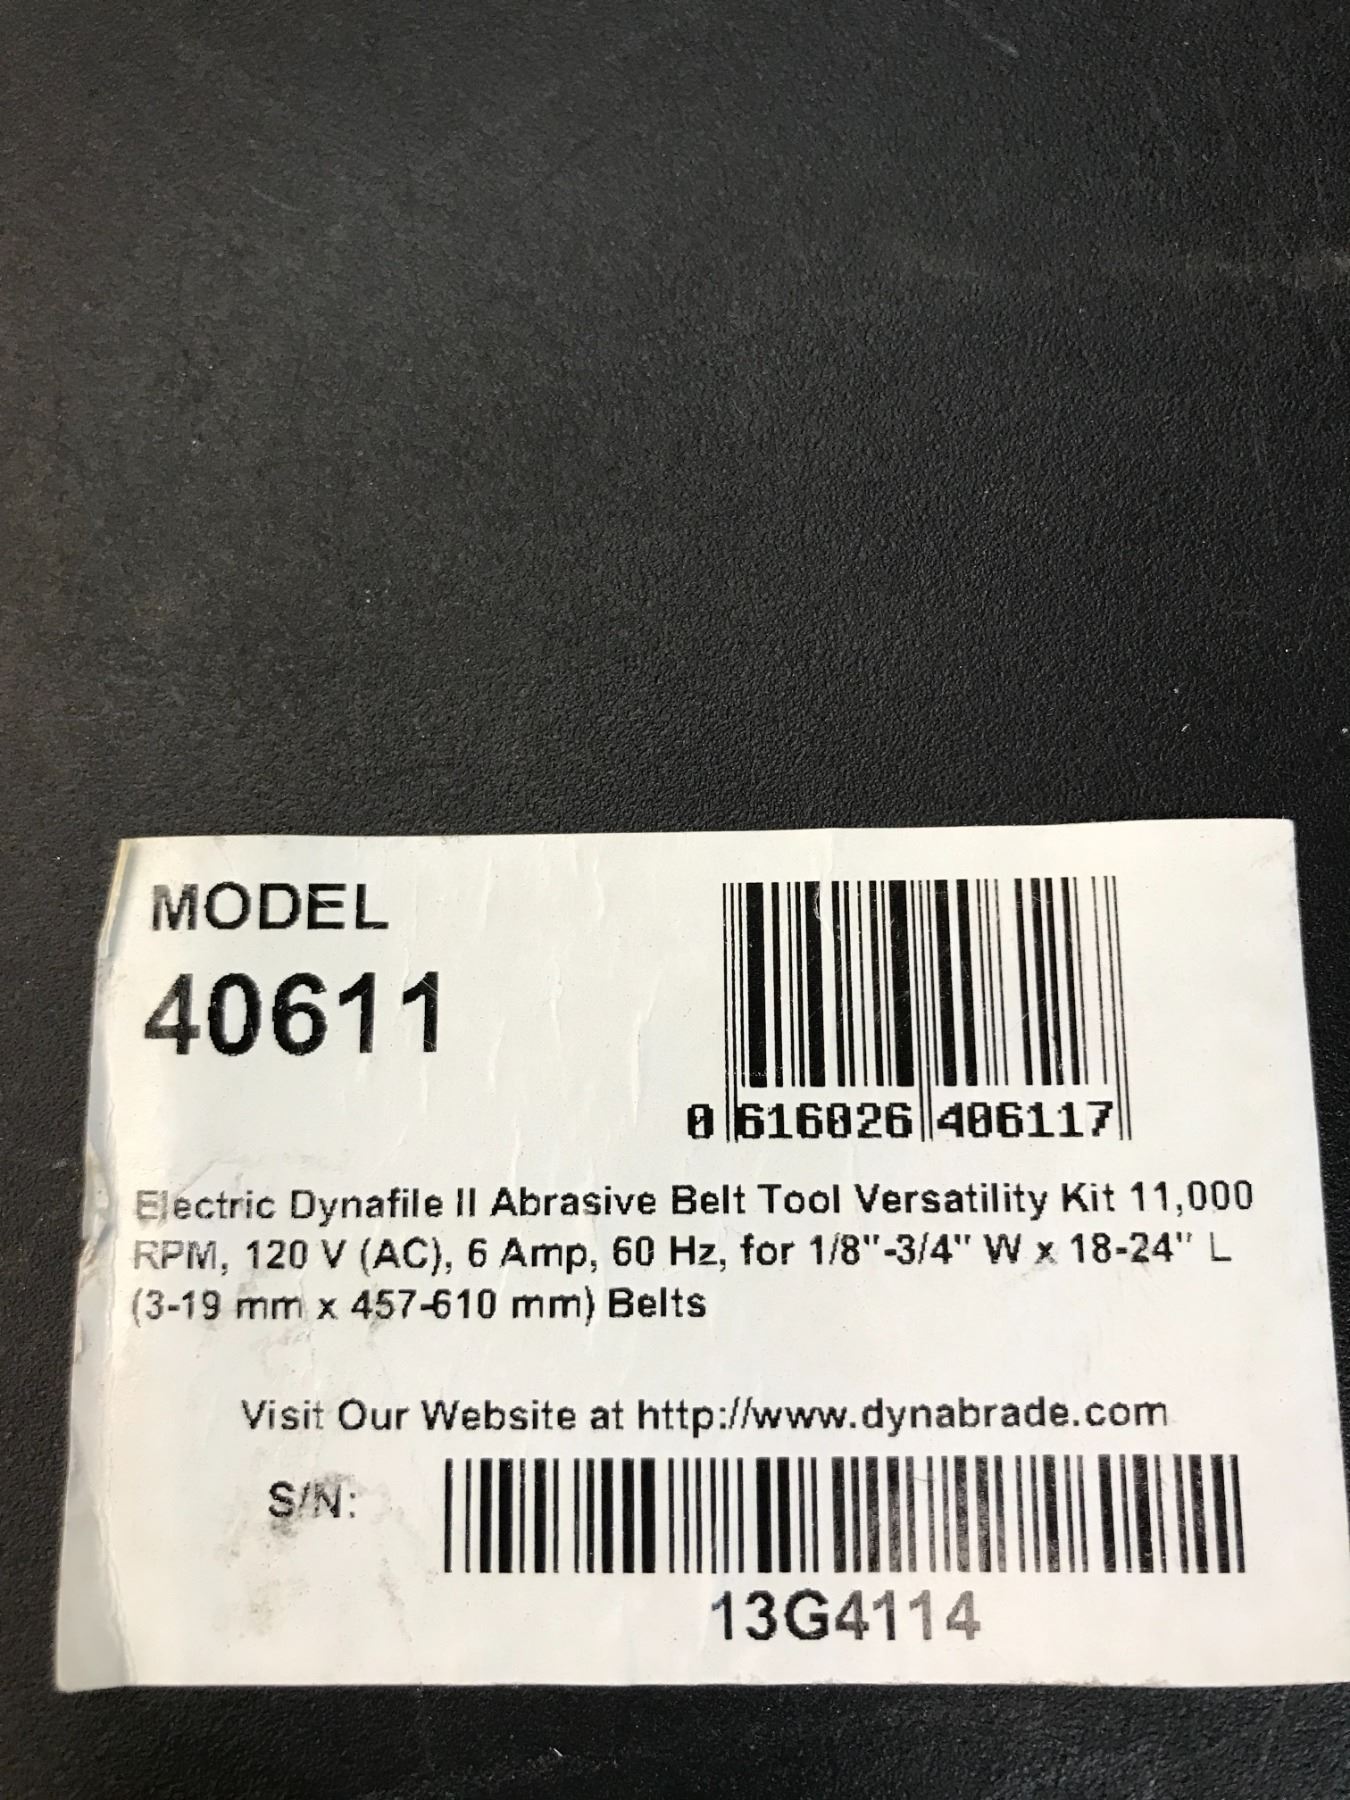 MODEL
40611
0 616026 406117
Electric Dynafile II Abrasive Belt Tool Versatility Kit 11,000
RPM, 120 V (AC), 6 Amp, 60 Hz, for 1/8"-3/4" W x 18-24" L
(3-19 mm x 457-610 mm) Belts
Visit Our Website at http://www.dynabrade.com
S/N:
13G4114